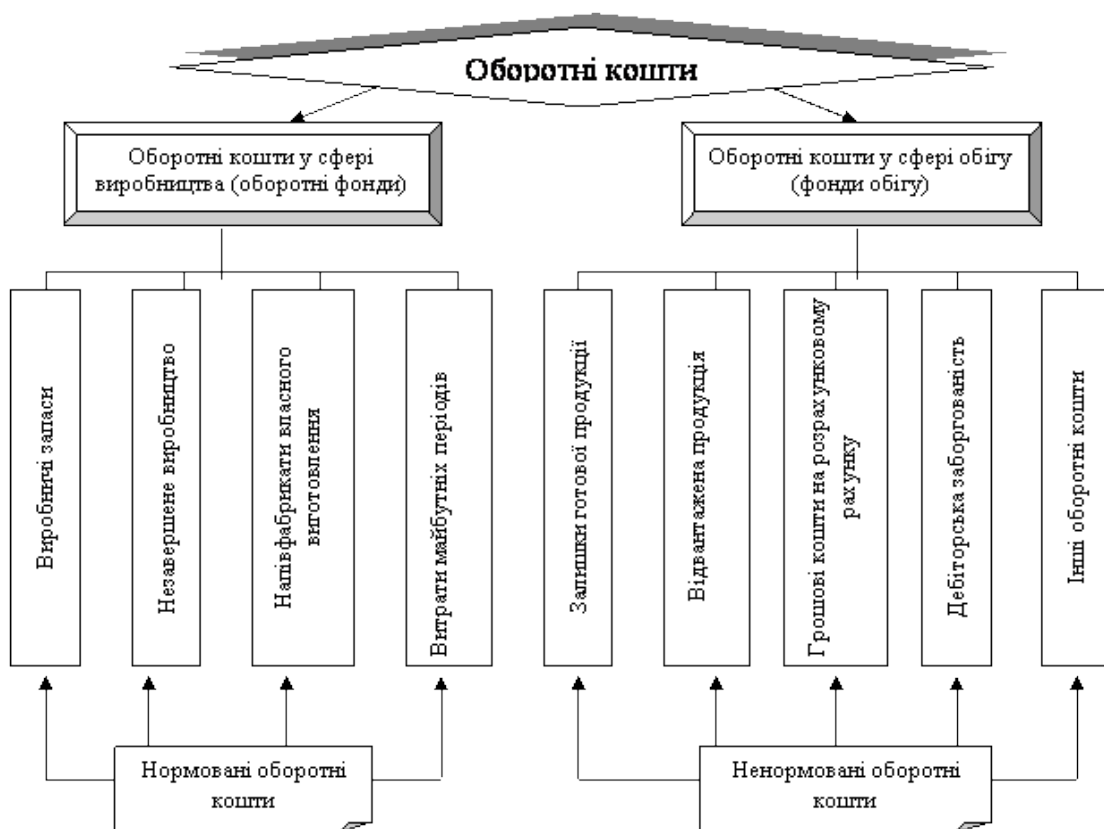 Оборотні кошти
Оборотні кошти у сфері
виробництва (оборотні фонди)
Оборотні кошти у сфері обігу
(фонди обігу)
Виробничі запаси
Незавершене виробництво
Напівфабрикати власного
виготовлення
Витрати майбутніх періодів
Залишки готової продукції
Відвантажена продукція
Грошові кошти на розрахунковому
рахунку
Дебіторська заборгованість
Інші оборотні кошти
Нормовані оборотні
кошти
Ненормовані оборотні
кошти